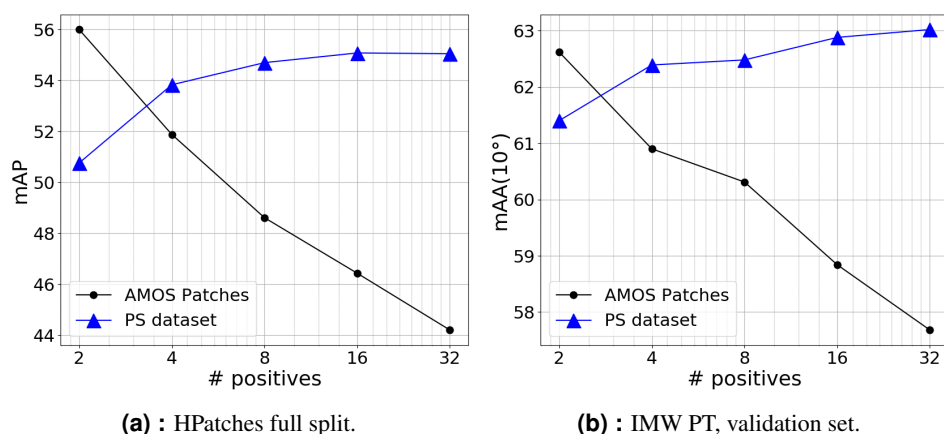 56
54
52
50
48
46
44
mAP
AMOS Patches
PS dataset
2 4 8 16 32
# positives
(a) : HPatches full split.
63
62
61
60
59
58
mAA(10°)
AMOS Patches
PS dataset
2 4 8 16 32
# positives
(b) : IMW PT, validation set.